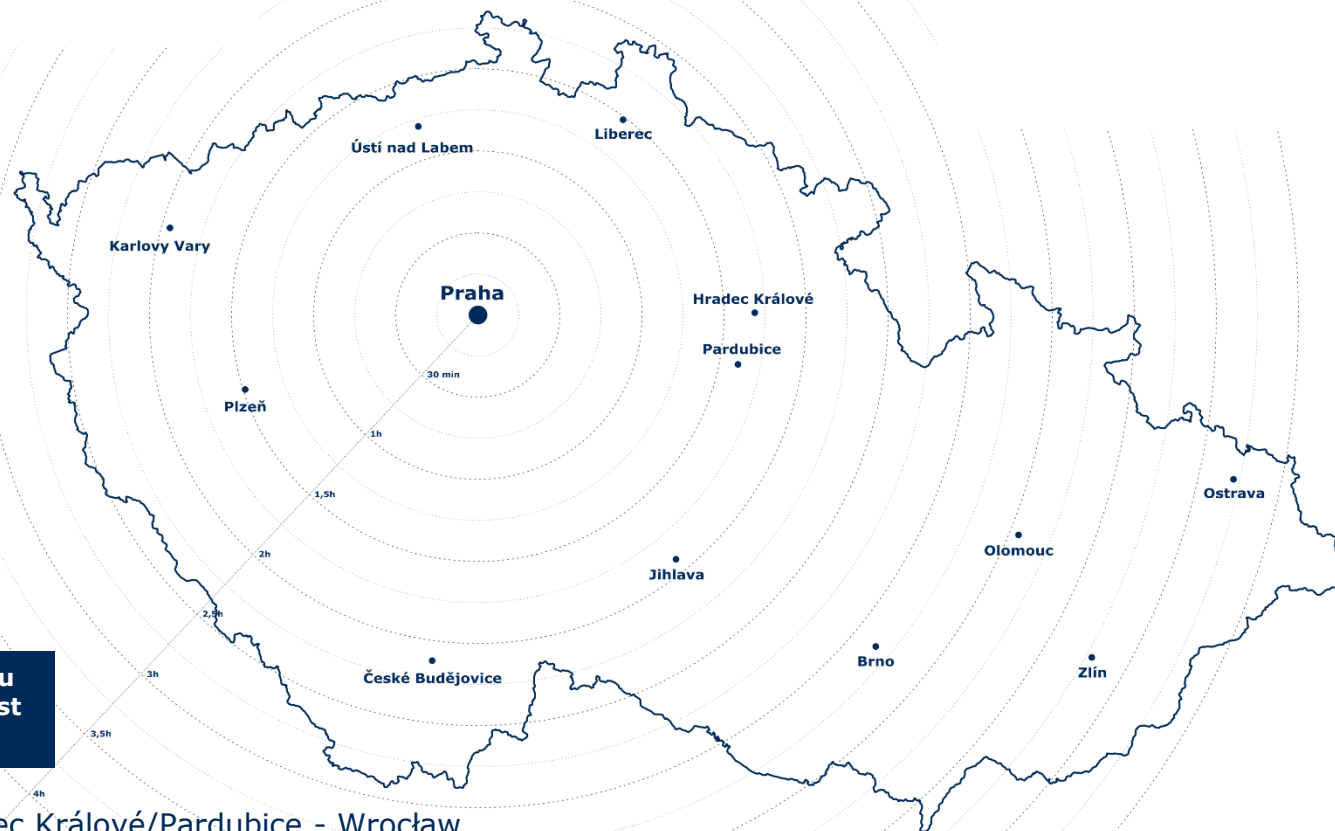 Ústí nad Labem
Liberec
Karlovy Vary
Praha
Hradec Králové
Pardubice
30 min
Plzeň
1h
1,5h
Ostrava
2h
Olomouc
Jihlava
2,5h
Brno
Zlín
3h
České Budějovice
u
st
3,5h
4h
ec Králové/Pardubice - Wrocław